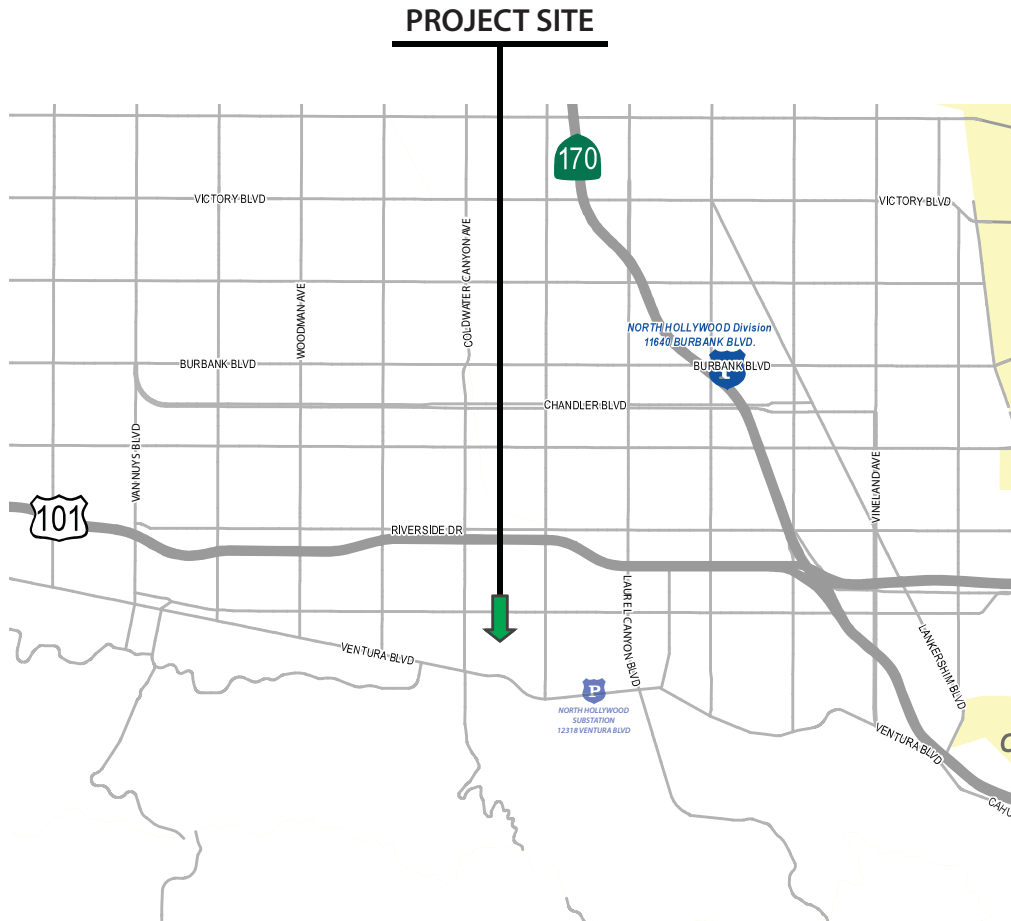 PROJECT SITE
170
VICTORY BLVD
VICTORY BLVD
COLDWATER CANYON AVE
WOODMAN AVE
NORTH HOLLYWOOD Division
11640 BURBANK BLVD.
BURBANK BLVD
BURBANK BLVD
CHANDLER BLVD
VAN NUYS BLVD
VINELAND AVE
101
RIVERSIDE DR
LAUREL CANYON BLVD
LANKERSHIM BLVD
VENTURA BLVD
P
NORTH HOLLYWOOD
SUBSTATION
12318 VENTURA BLVD
VENTURA BLVD